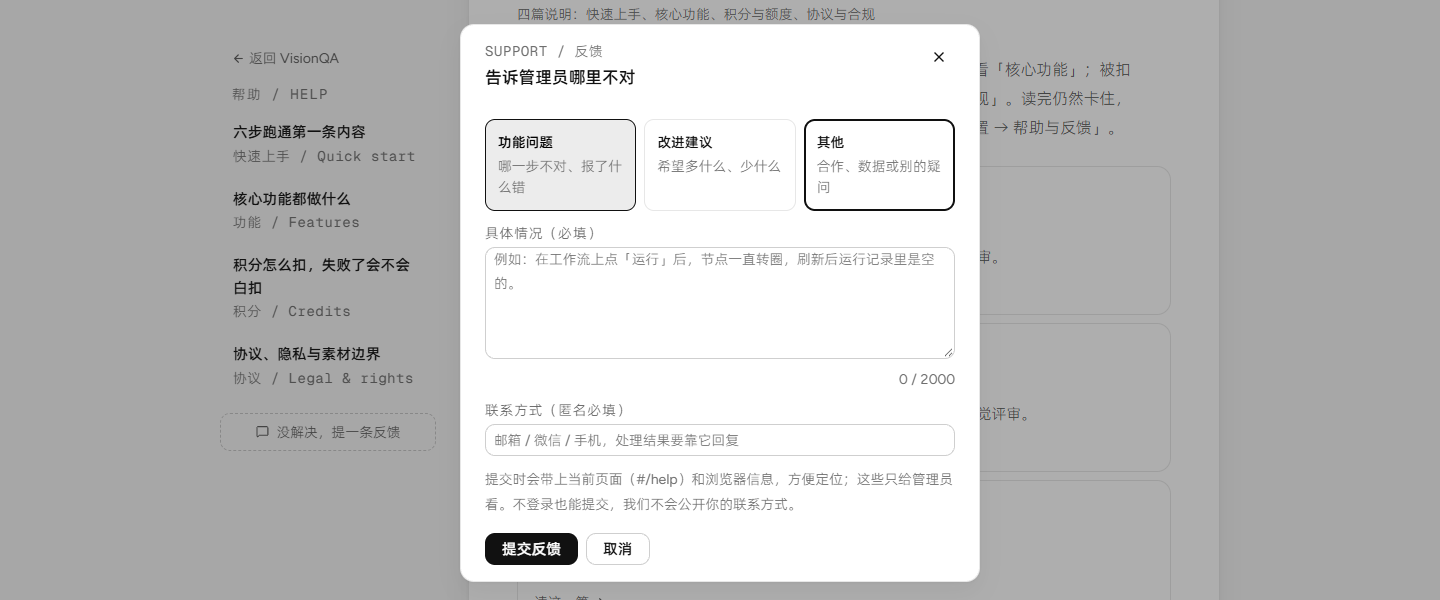 四篇说明：快速上手、核心功能、积分与额度、协议与合规
← 返回 VisionQA
帮助 / HELP
六步跑通第一条内容
快速上手 / Quick start
核心功能都做什么
功能 / Features
积分怎么扣，失败了会不会
白扣
积分 / Credits
协议、隐私与素材边界
协议 / Legal & rights
没解决，提一条反馈
SUPPORT / 反馈
告诉管理员哪里不对
功能问题
哪一步不对、报了什
么错
改进建议
希望多什么、少什么
其他
合作、数据或别的疑
问
具体情况（必填）
例如：在工作流上点「运行」后，节点一直转圈，刷新后运行记录里是空
的。
0 / 2000
联系方式（匿名必填）
邮箱 / 微信 / 手机，处理结果要靠它回复
提交时会带上当前页面（#/help）和浏览器信息，方便定位；这些只给管理员
看。不登录也能提交，我们不会公开你的联系方式。
提交反馈
取消
看「核心功能」；被扣
规」。读完仍然卡住，
置 → 帮助与反馈」。
审。
觉评审。